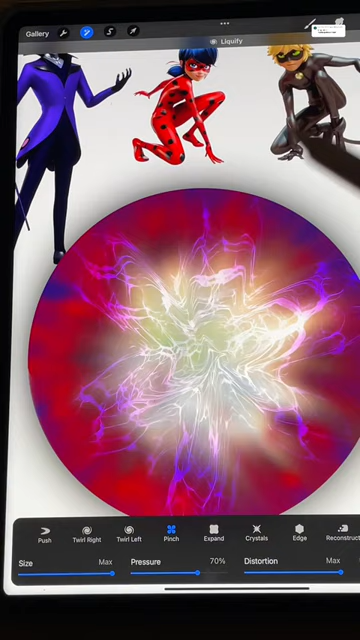 Gallery
Liquify
Push
Twirl Right
Twirl Left
Pinch
Expand
Crystals
Edge
Reconstruct
Size
Max
Pressure
70%
Distortion
Max